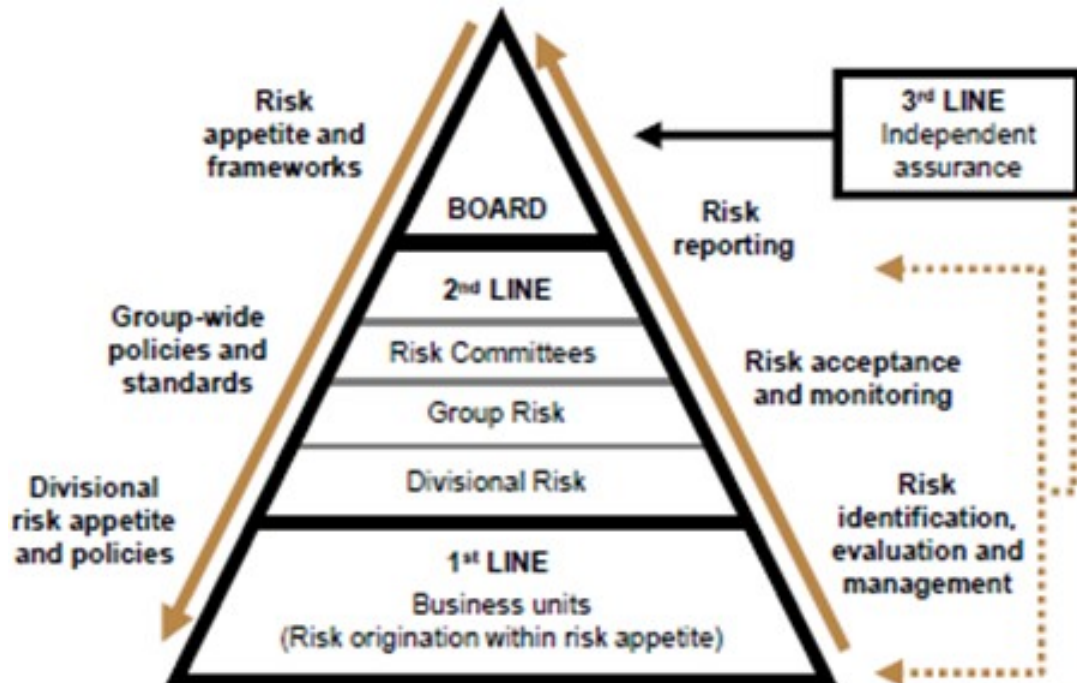 Risk
appetite and
frameworks
Group-wide
policies and
standards
Divisional
risk appetite
and policies
BOARD
2nd LINE
Risk Committees
Group Risk
Divisional Risk
1st LINE
Business units
(Risk origination within risk appetite)
Risk
reporting
Risk acceptance
and monitoring
Risk
identification,
evaluation and
management
3rd LINE
Independent
assurance